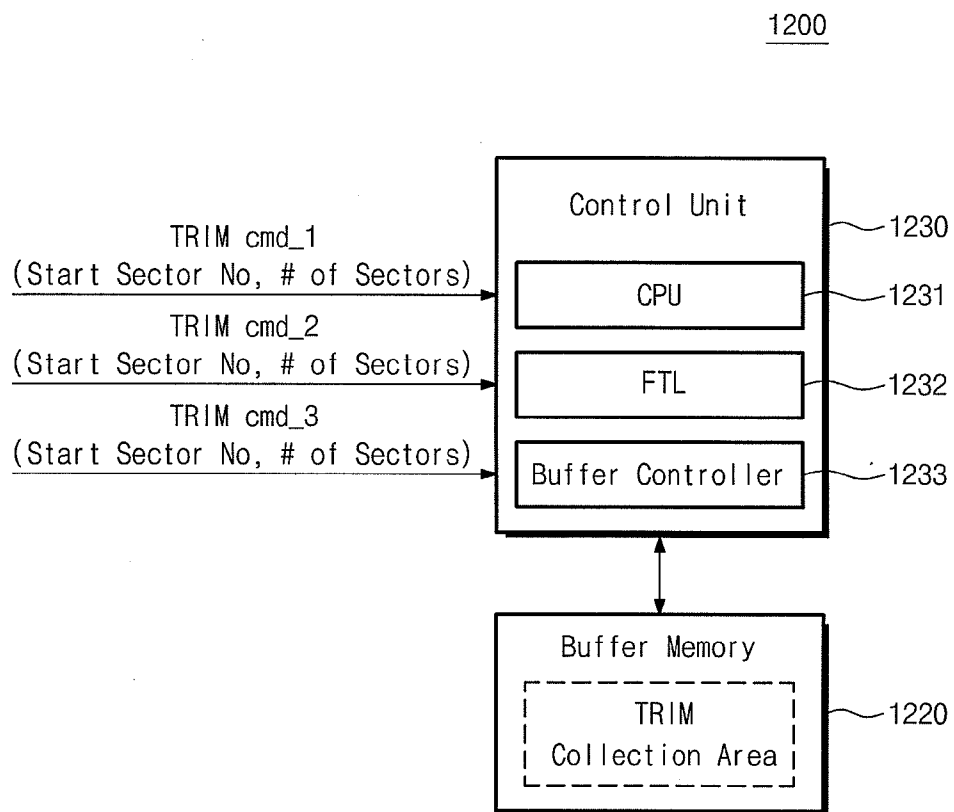 1200
Control Unit
1230
TRIM cmd_1
(Start Sector No, # of Sectors)
CPU
1231
TRIM cmd_2
(Start Sector No, # of Sectors)
FTL
1232
TRIM cmd_3
(Start Sector No, # of Sectors)
Buffer Controller
1233
Buffer Memory
TRIM
Collection Area
1220